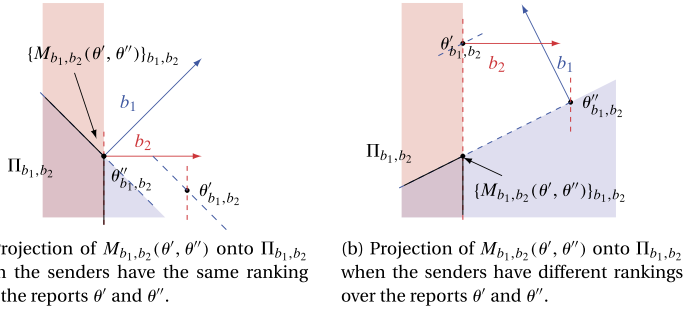 {M_{b_1,b_2}(θ′, θ″)}_{b_1,b_2}
b_1
b_2
Π_{b_1,b_2}
θ″_{b_1,b_2}
θ′_{b_1,b_2}
rojection of M_{b_1,b_2}(θ′, θ″) onto Π_{b_1,b_2}
n the senders have the same ranking
the reports θ′ and θ″.
θ′_{b_1,b_2}
b_2
b_1
θ″_{b_1,b_2}
Π_{b_1,b_2}
{M_{b_1,b_2}(θ′, θ″)}_{b_1,b_2}
(b) Projection of M_{b_1,b_2}(θ′, θ″) onto Π_{b_1,b_2}
when the senders have different rankings
over the reports θ′ and θ″.